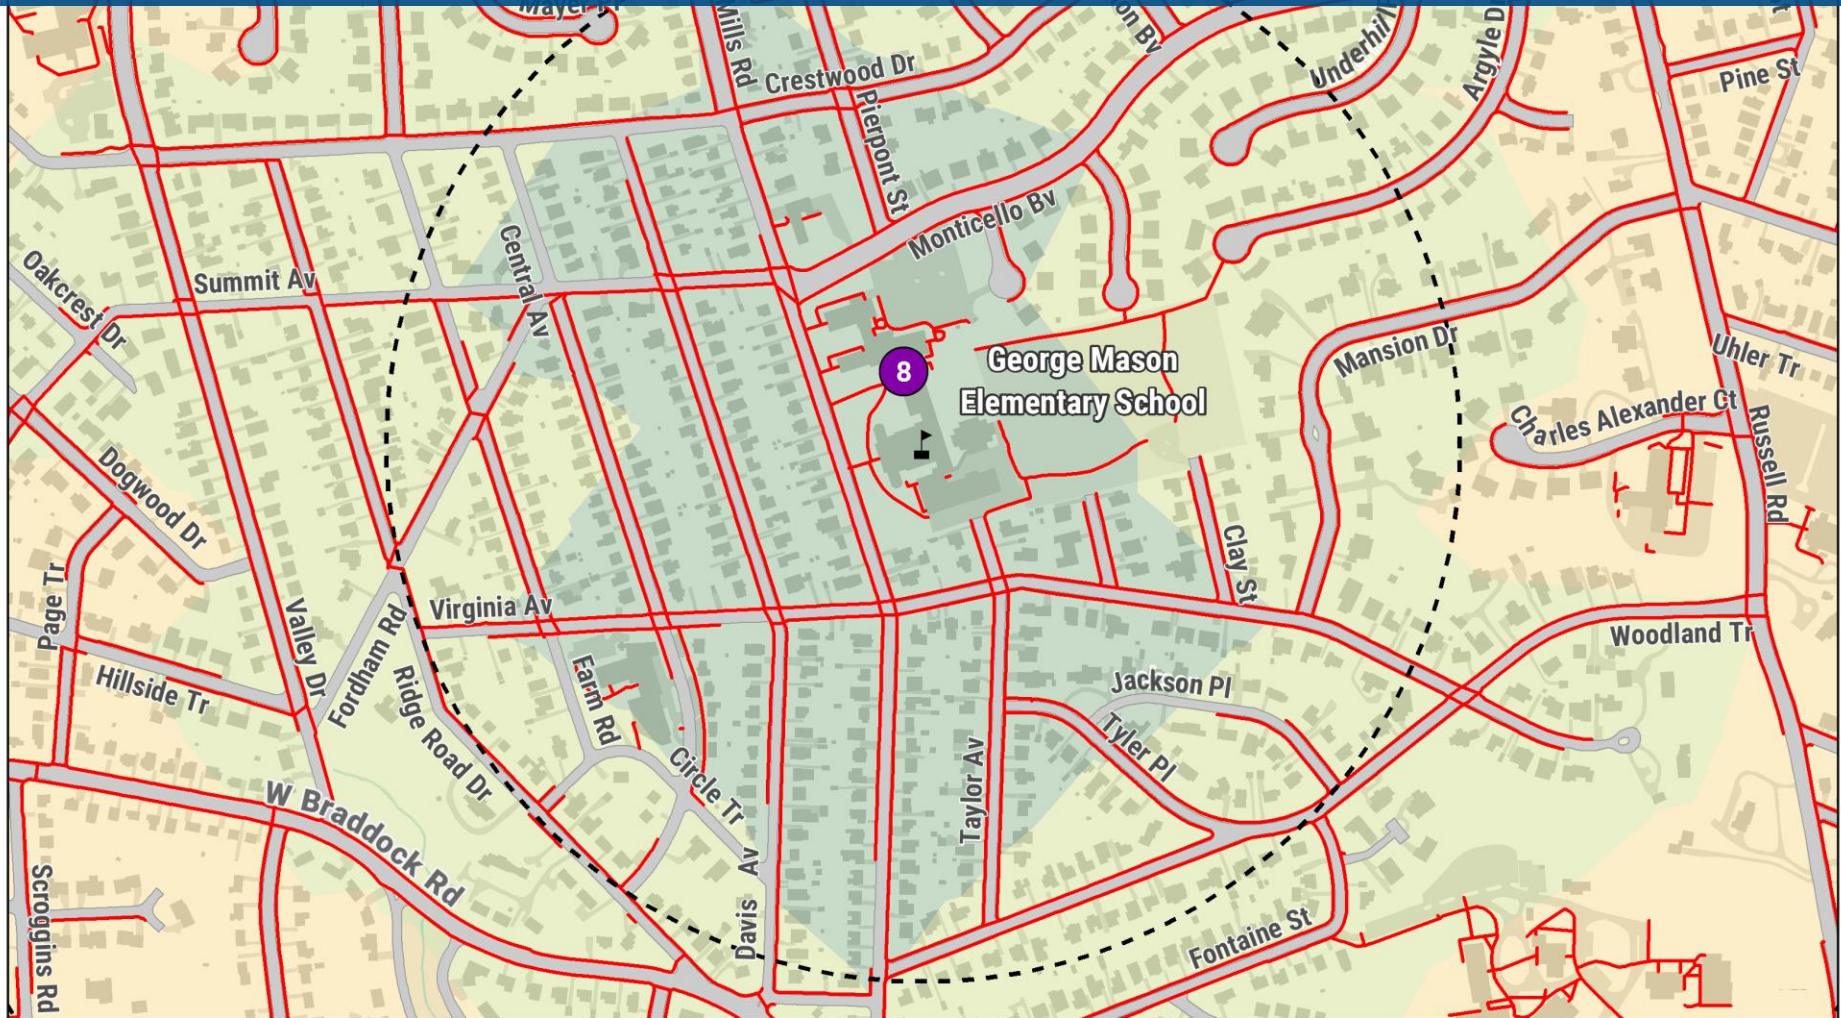 Mills Rd
Crestwood Dr
on Bv
Argyle Dr
Pine St
Pierpont St
Monticello Bv
Oakcrest Dr
Summit Av
Central Av
George Mason
Elementary School
8
Mansion Dr
Uhler Tr
Charles Alexander Ct
Russell Rd
Dogwood Dr
Clay St
Page Tr
Virginia Av
Valley Dr
Fordham Rd
Woodland Tr
Hillside Tr
Ridge Road Dr
Farm Rd
Jackson Pl
Tyler Pl
Circle Tr
Taylor Av
W Braddock Rd
Davis Av
Scroggins Rd
Fontaine St